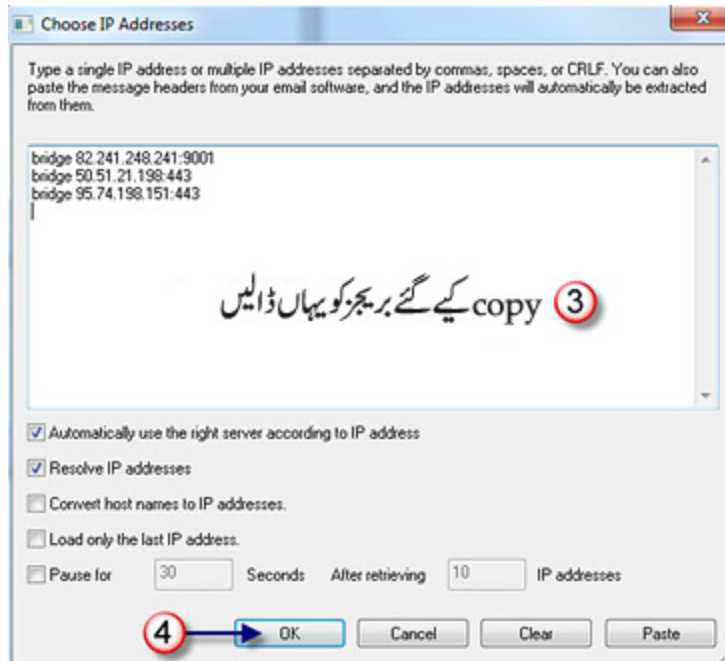 Choose IP Addresses
Type a single IP address or multiple IP addresses separated by commas, spaces, or CRLF. You can also
paste the message headers from your email software, and the IP addresses will automatically be extracted
from them.
bridge 82.241.248.241:9001
bridge 50.51.21.198:443
bridge 95.74.198.151:443
3 copy کیے گئے بریجز کو یہاں ڈالیں
Automatically use the right server according to IP address
Resolve IP addresses
Convert host names to IP addresses.
Load only the last IP address.
Pause for 30 Seconds After retrieving 10 IP addresses
4 OK Cancel Clear Paste